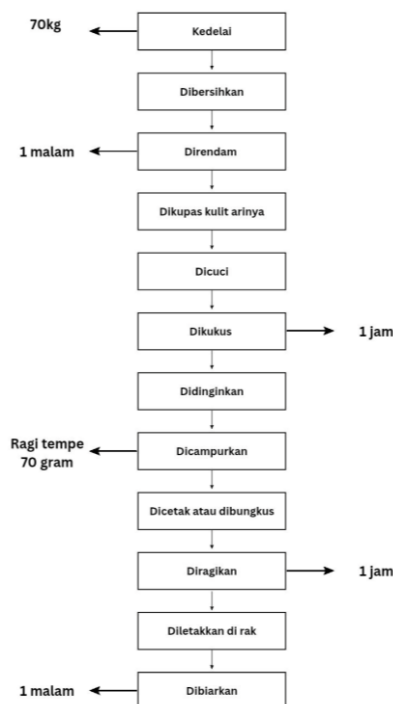 70kg
Kedelai
Dibersihkan
1 malam
Direndam
Dikupas kulit arinya
Dicuci
Dikukus
1 jam
Didinginkan
Ragi tempe
70 gram
Dicampurkan
Dicetak atau dibungkus
Diragikan
1 jam
Diletakkan di rak
1 malam
Dibiarkan